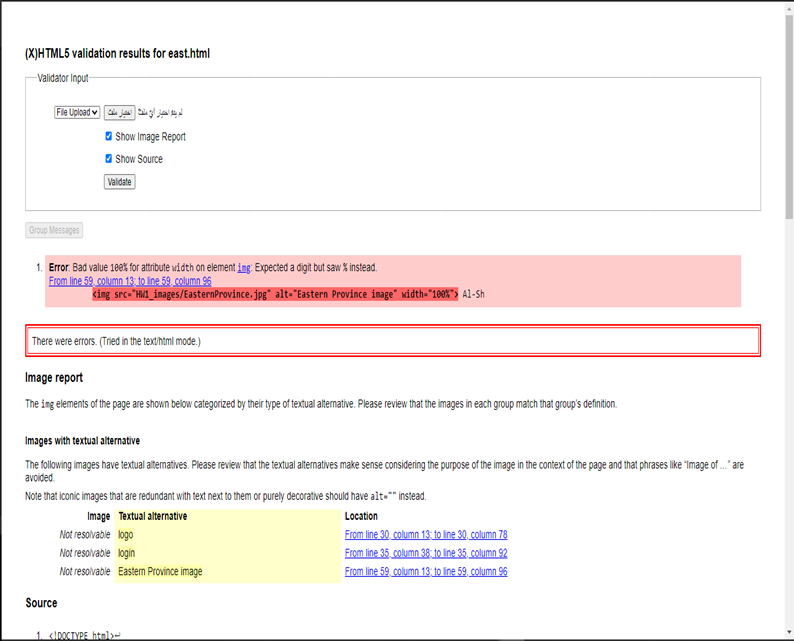 (X)HTML5 validation results for east.html
Validator Input
File Upload اختيار ملف لم يتم اختيار أي ملف
Show Image Report
Show Source
Validate
Group Messages
1. Error: Bad value 100% for attribute width on element img: Expected a digit but saw % instead.
From line 59, column 13; to line 59, column 96
<img src="HW1_images/EasternProvince.jpg" alt="Eastern Province image" width="100%"> Al-Sh
There were errors. (Tried in the text/html mode.)
Image report
The img elements of the page are shown below categorized by their type of textual alternative. Please review that the images in each group match that group's definition.
Images with textual alternative
The following images have textual alternatives. Please review that the textual alternatives make sense considering the purpose of the image in the context of the page and that phrases like “Image of …” are
avoided.
Note that iconic images that are redundant with text next to them or purely decorative should have alt="" instead.
Image Textual alternative Location
Not resolvable logo From line 30, column 13; to line 30, column 78
Not resolvable login From line 35, column 38; to line 35, column 92
Not resolvable Eastern Province image From line 59, column 13; to line 59, column 96
Source
1. <!DOCTYPE html>↩